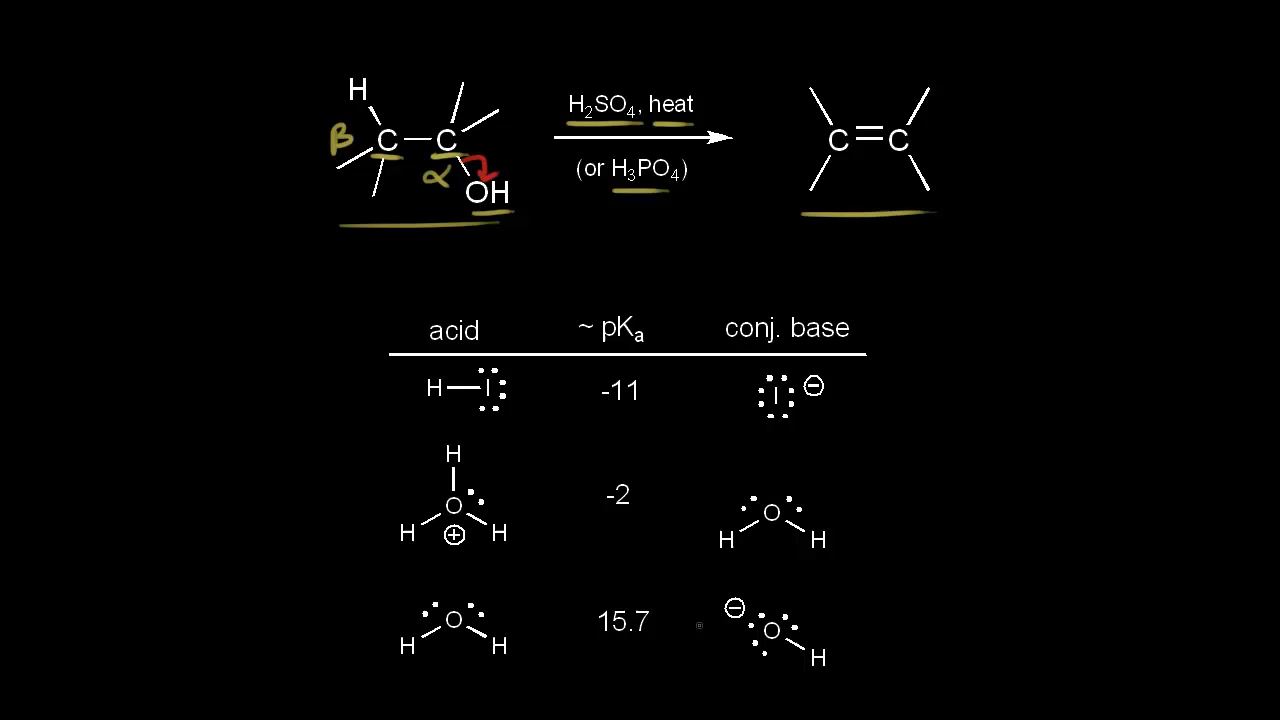 H
β C C
α
OH
H₂SO₄, heat
(or H₃PO₄)
C C
acid ~ pKₐ conj. base
H I -11 I ⊖
H
O -2 O
H ⊕ H H H
O 15.7 ⊖ O
H H H